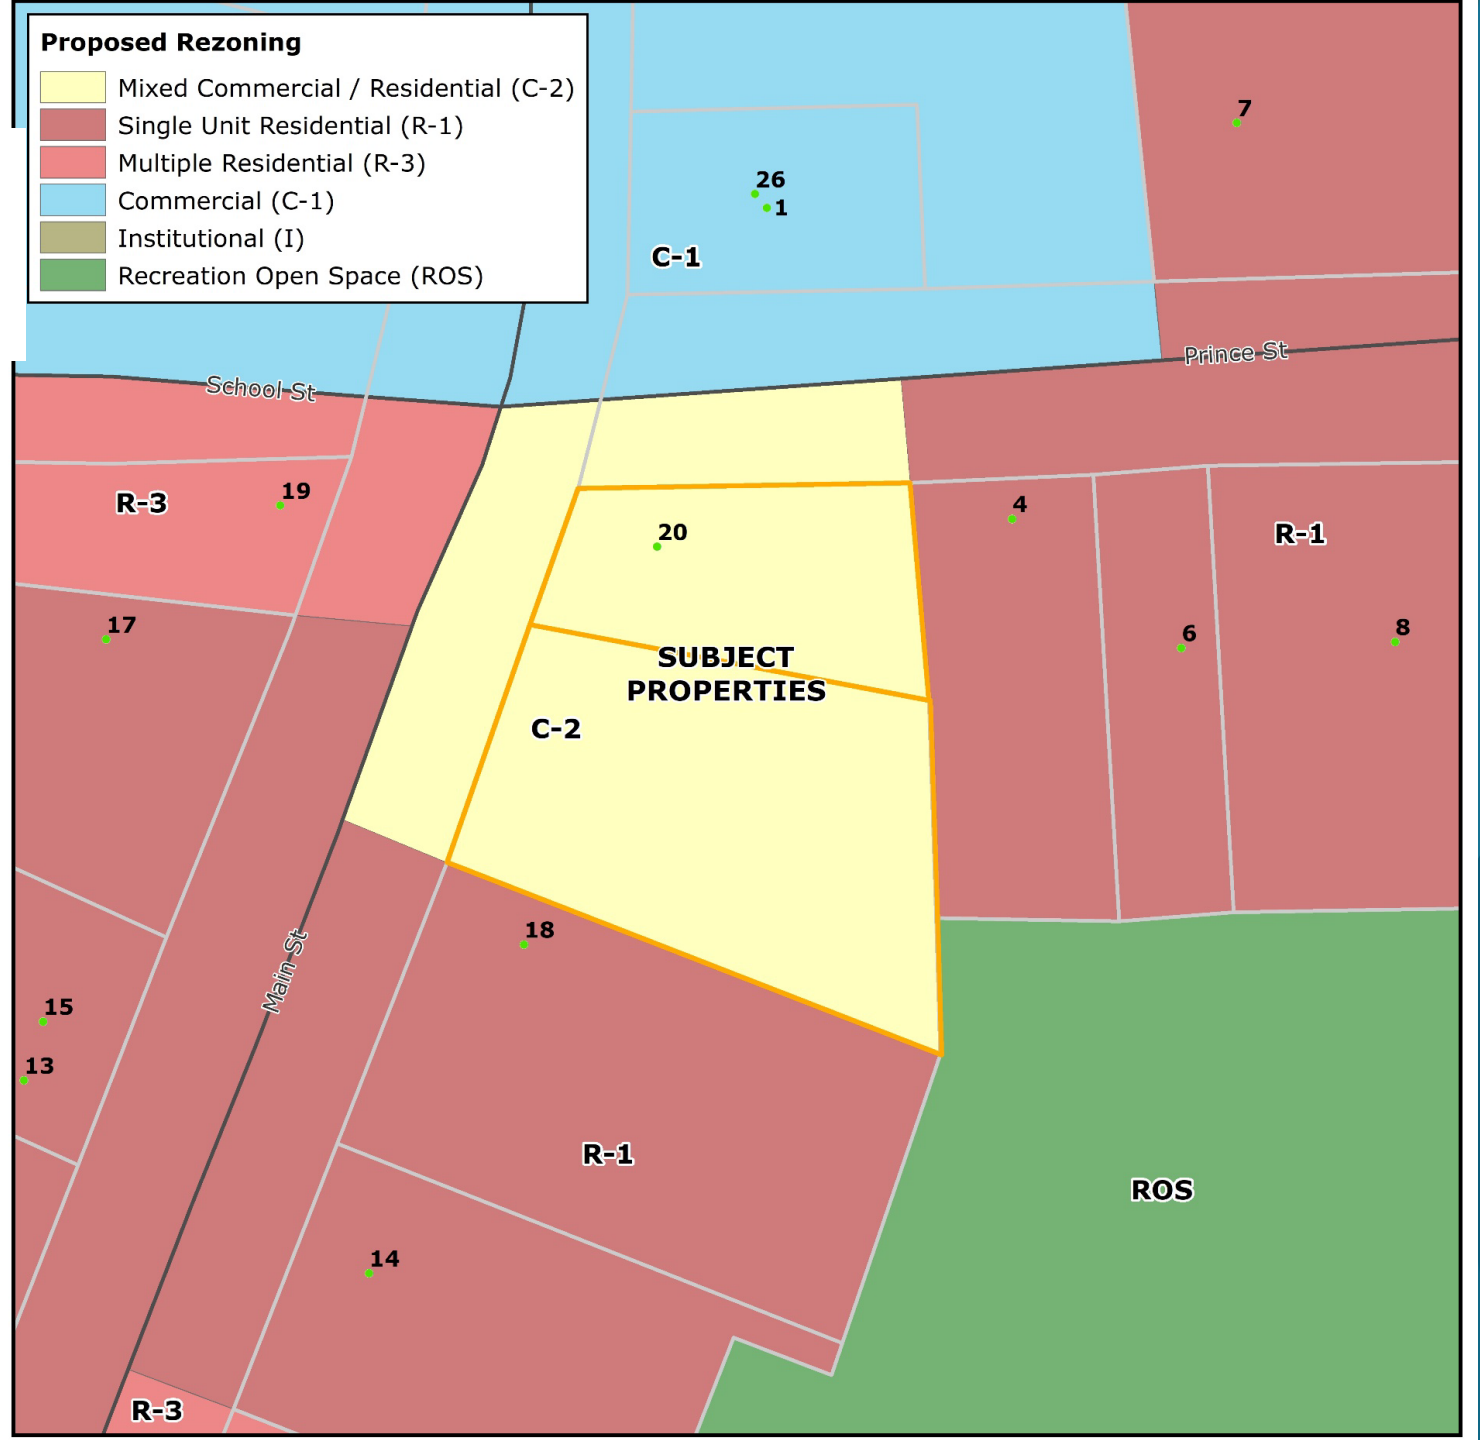 Proposed Rezoning
Mixed Commercial / Residential (C-2)
Single Unit Residential (R-1)
Multiple Residential (R-3)
Commercial (C-1)
Institutional (I)
Recreation Open Space (ROS)
7
26
1
C-1
Prince St
School St
R-3
19
20
4
R-1
17
6
8
SUBJECT
PROPERTIES
C-2
18
Main St
15
13
R-1
ROS
14
R-3